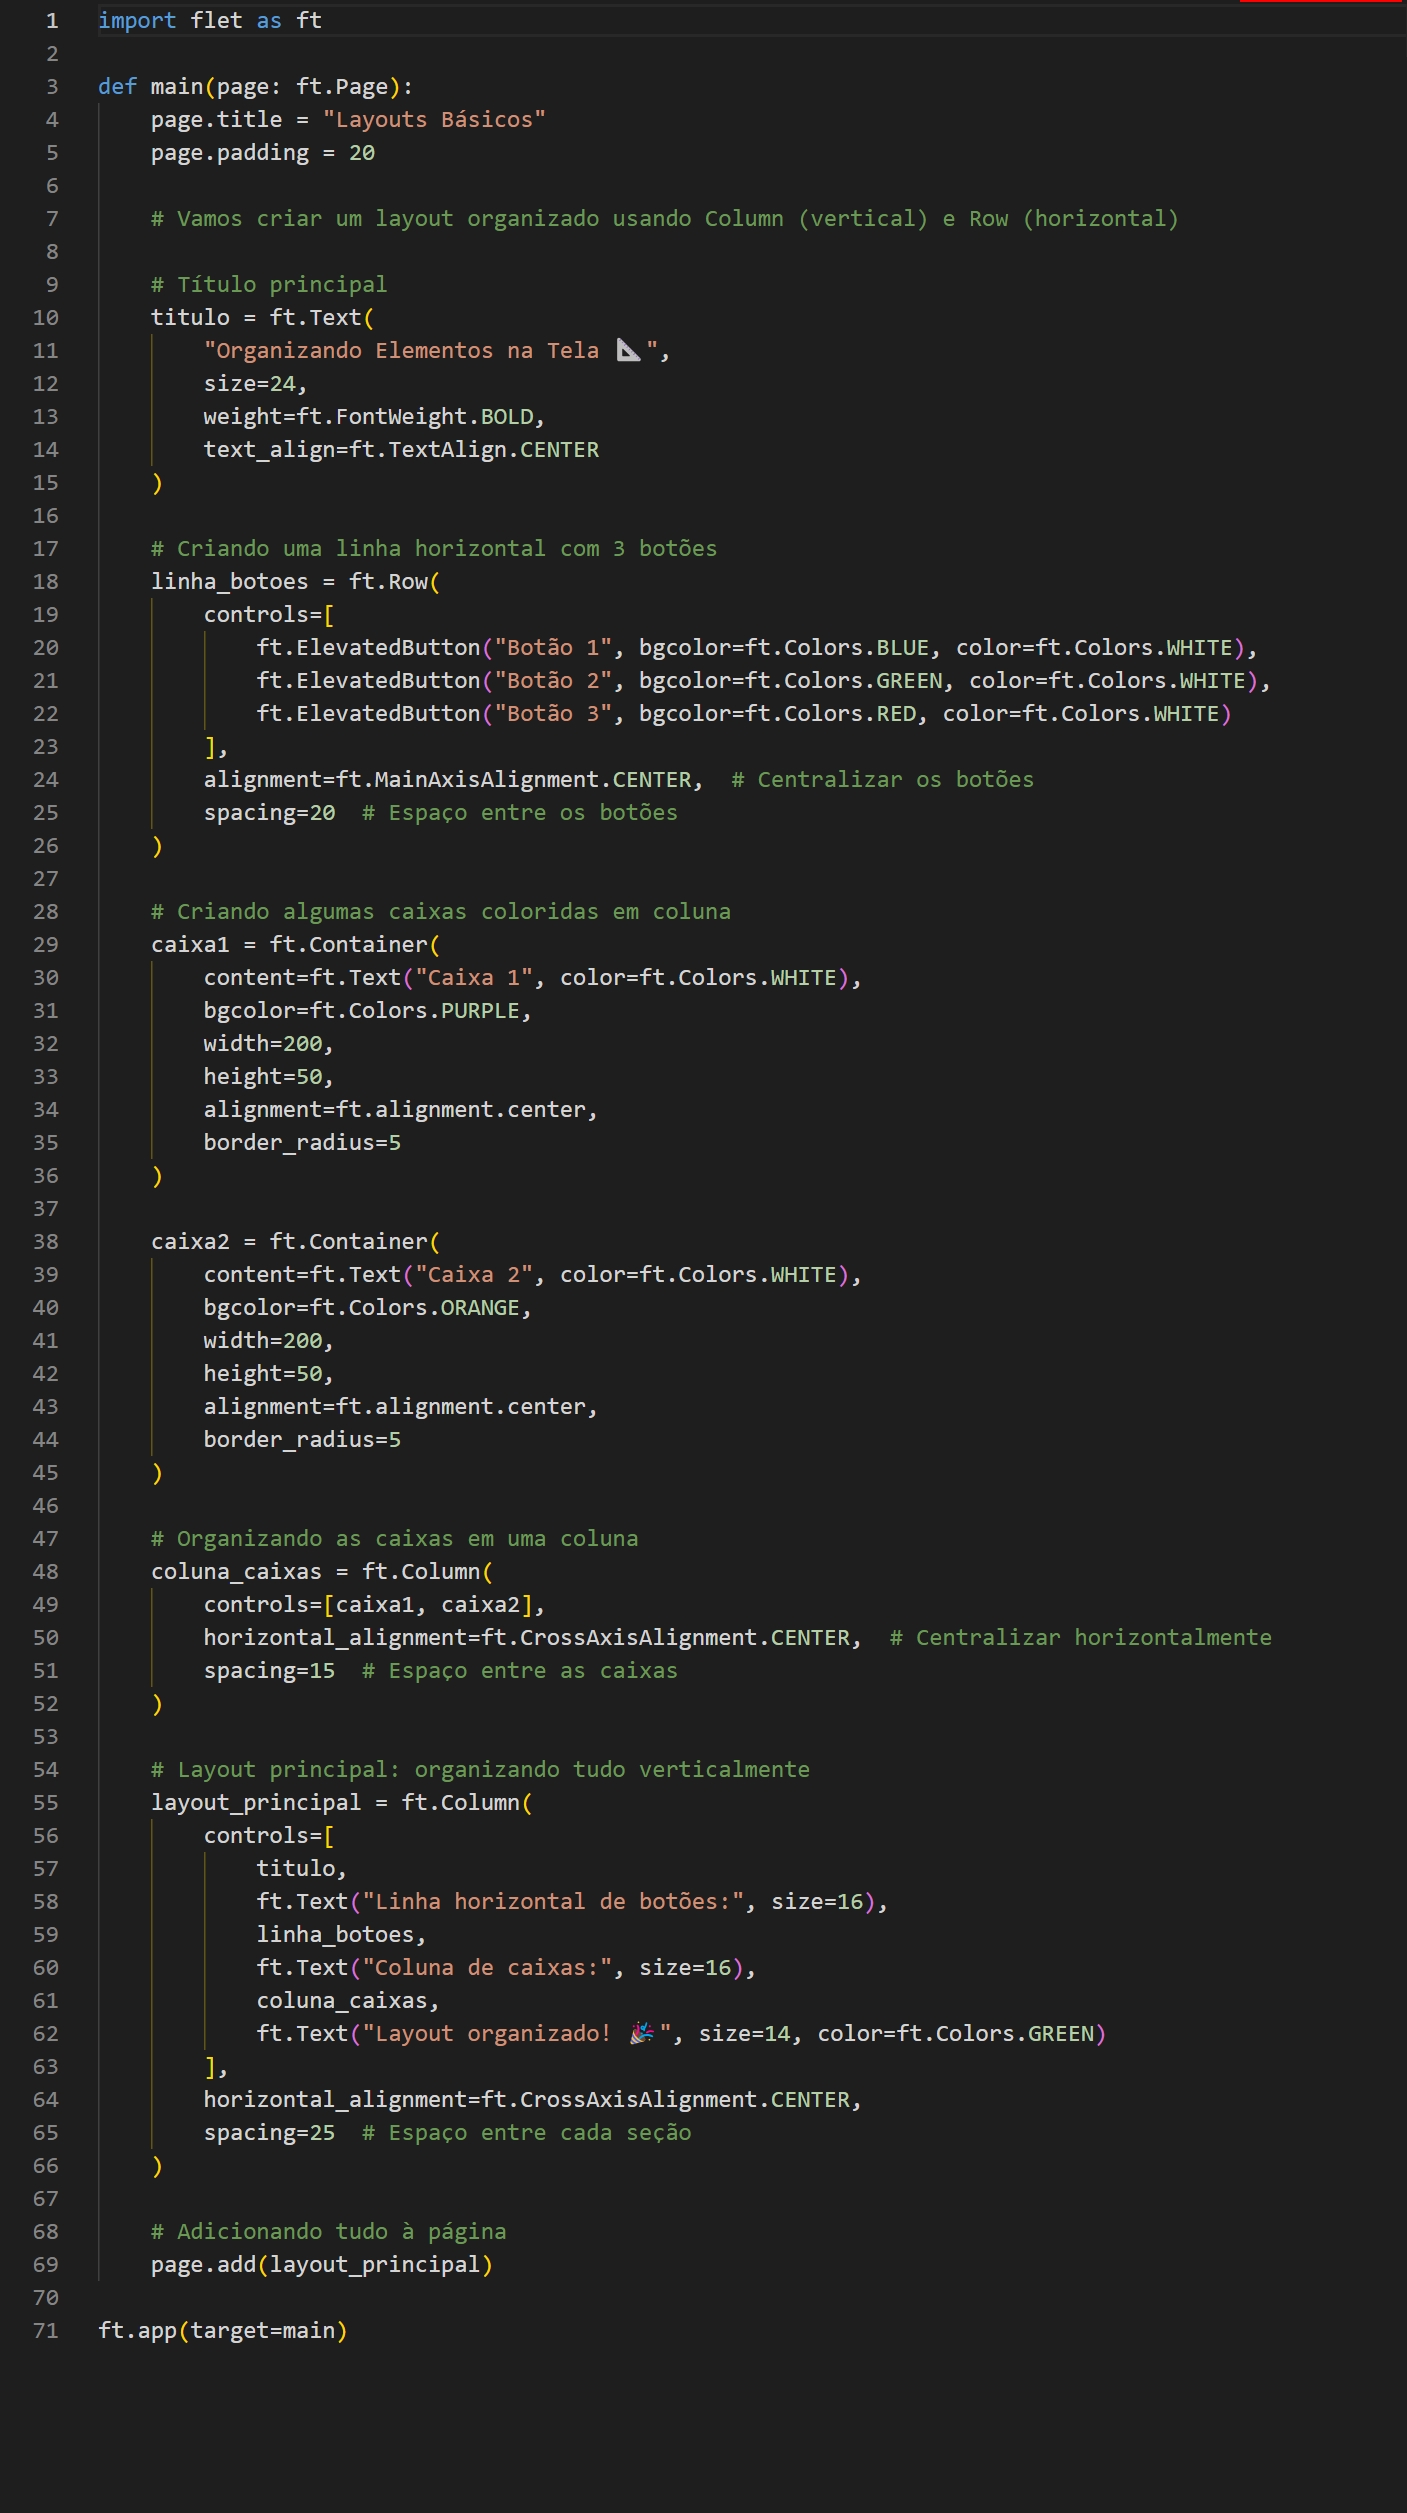 1 import flet as ft
2
3 def main(page: ft.Page):
4     page.title = "Layouts Básicos"
5     page.padding = 20
6
7     # Vamos criar um layout organizado usando Column (vertical) e Row (horizontal)
8
9     # Título principal
10     titulo = ft.Text(
11         "Organizando Elementos na Tela 📐",
12         size=24,
13         weight=ft.FontWeight.BOLD,
14         text_align=ft.TextAlign.CENTER
15     )
16
17     # Criando uma linha horizontal com 3 botões
18     linha_botoes = ft.Row(
19         controls=[
20             ft.ElevatedButton("Botão 1", bgcolor=ft.Colors.BLUE, color=ft.Colors.WHITE),
21             ft.ElevatedButton("Botão 2", bgcolor=ft.Colors.GREEN, color=ft.Colors.WHITE),
22             ft.ElevatedButton("Botão 3", bgcolor=ft.Colors.RED, color=ft.Colors.WHITE)
23         ],
24         alignment=ft.MainAxisAlignment.CENTER,  # Centralizar os botões
25         spacing=20  # Espaço entre os botões
26     )
27
28     # Criando algumas caixas coloridas em coluna
29     caixa1 = ft.Container(
30         content=ft.Text("Caixa 1", color=ft.Colors.WHITE),
31         bgcolor=ft.Colors.PURPLE,
32         width=200,
33         height=50,
34         alignment=ft.alignment.center,
35         border_radius=5
36     )
37
38     caixa2 = ft.Container(
39         content=ft.Text("Caixa 2", color=ft.Colors.WHITE),
40         bgcolor=ft.Colors.ORANGE,
41         width=200,
42         height=50,
43         alignment=ft.alignment.center,
44         border_radius=5
45     )
46
47     # Organizando as caixas em uma coluna
48     coluna_caixas = ft.Column(
49         controls=[caixa1, caixa2],
50         horizontal_alignment=ft.CrossAxisAlignment.CENTER,  # Centralizar horizontalmente
51         spacing=15  # Espaço entre as caixas
52     )
53
54     # Layout principal: organizando tudo verticalmente
55     layout_principal = ft.Column(
56         controls=[
57             titulo,
58             ft.Text("Linha horizontal de botões:", size=16),
59             linha_botoes,
60             ft.Text("Coluna de caixas:", size=16),
61             coluna_caixas,
62             ft.Text("Layout organizado! 🎉", size=14, color=ft.Colors.GREEN)
63         ],
64         horizontal_alignment=ft.CrossAxisAlignment.CENTER,
65         spacing=25  # Espaço entre cada seção
66     )
67
68     # Adicionando tudo à página
69     page.add(layout_principal)
70
71 ft.app(target=main)